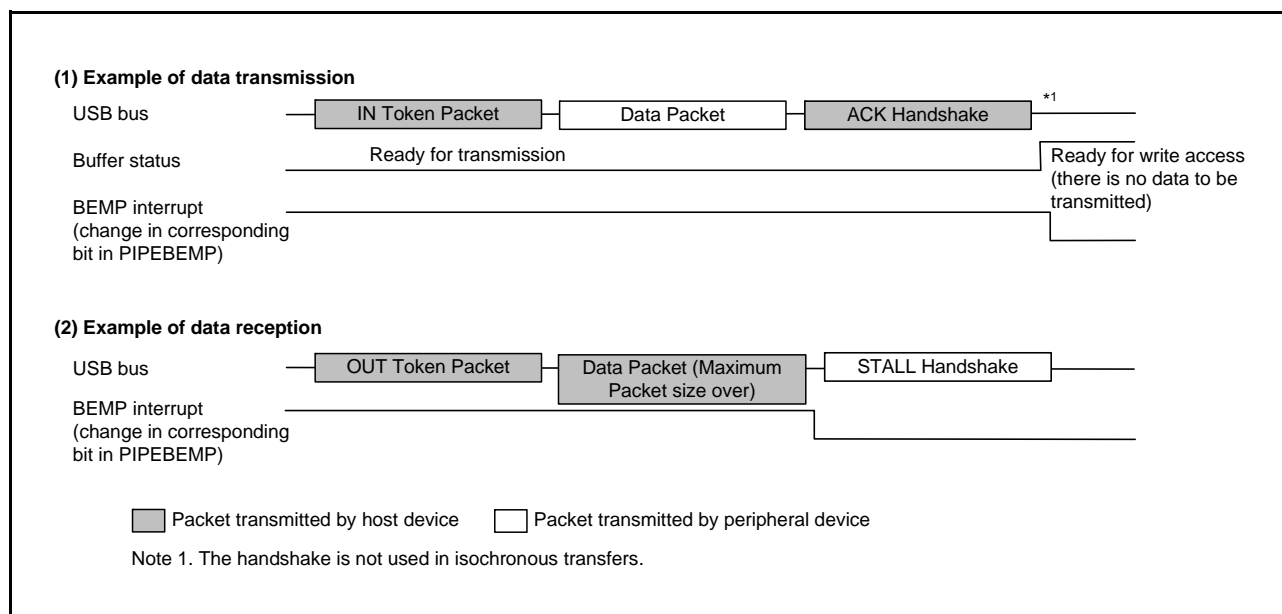 (1) Example of data transmission
USB bus
IN Token Packet
Data Packet
ACK Handshake
*1
Buffer status
Ready for transmission
Ready for write access
(there is no data to be
transmitted)
BEMP interrupt
(change in corresponding
bit in PIPEBEMP)
(2) Example of data reception
USB bus
OUT Token Packet
Data Packet (Maximum
Packet size over)
STALL Handshake
BEMP interrupt
(change in corresponding
bit in PIPEBEMP)
Packet transmitted by host device
Packet transmitted by peripheral device
Note 1. The handshake is not used in isochronous transfers.